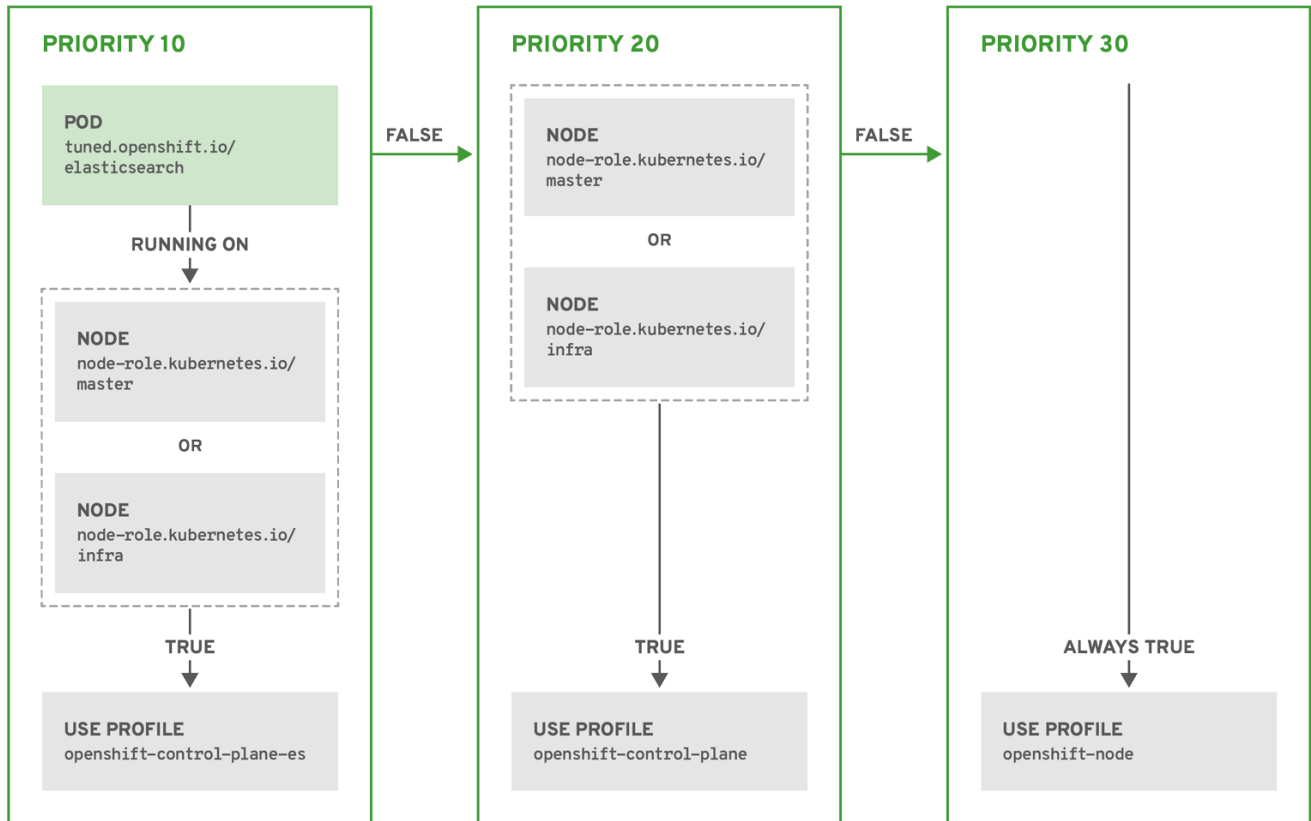 PRIORITY 10
POD
tuned.openshift.io/
elasticsearch
RUNNING ON
NODE
node-role.kubernetes.io/
master
OR
NODE
node-role.kubernetes.io/
infra
TRUE
USE PROFILE
openshift-control-plane-es
FALSE
PRIORITY 20
NODE
node-role.kubernetes.io/
master
OR
NODE
node-role.kubernetes.io/
infra
TRUE
USE PROFILE
openshift-control-plane
FALSE
PRIORITY 30
ALWAYS TRUE
USE PROFILE
openshift-node